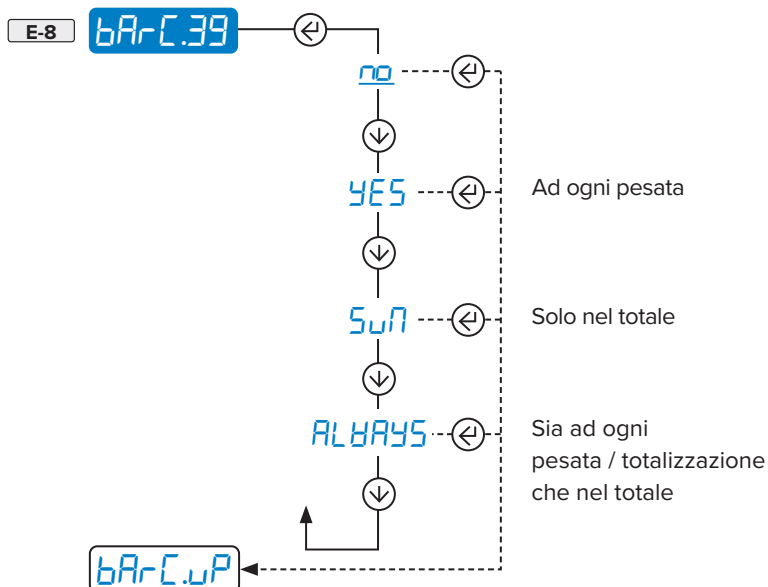 E-8 bArC.39
no
YES Ad ogni pesata
SuM Solo nel totale
ALWAYS Sia ad ogni
pesata / totalizzazione
che nel totale
bArC.uP